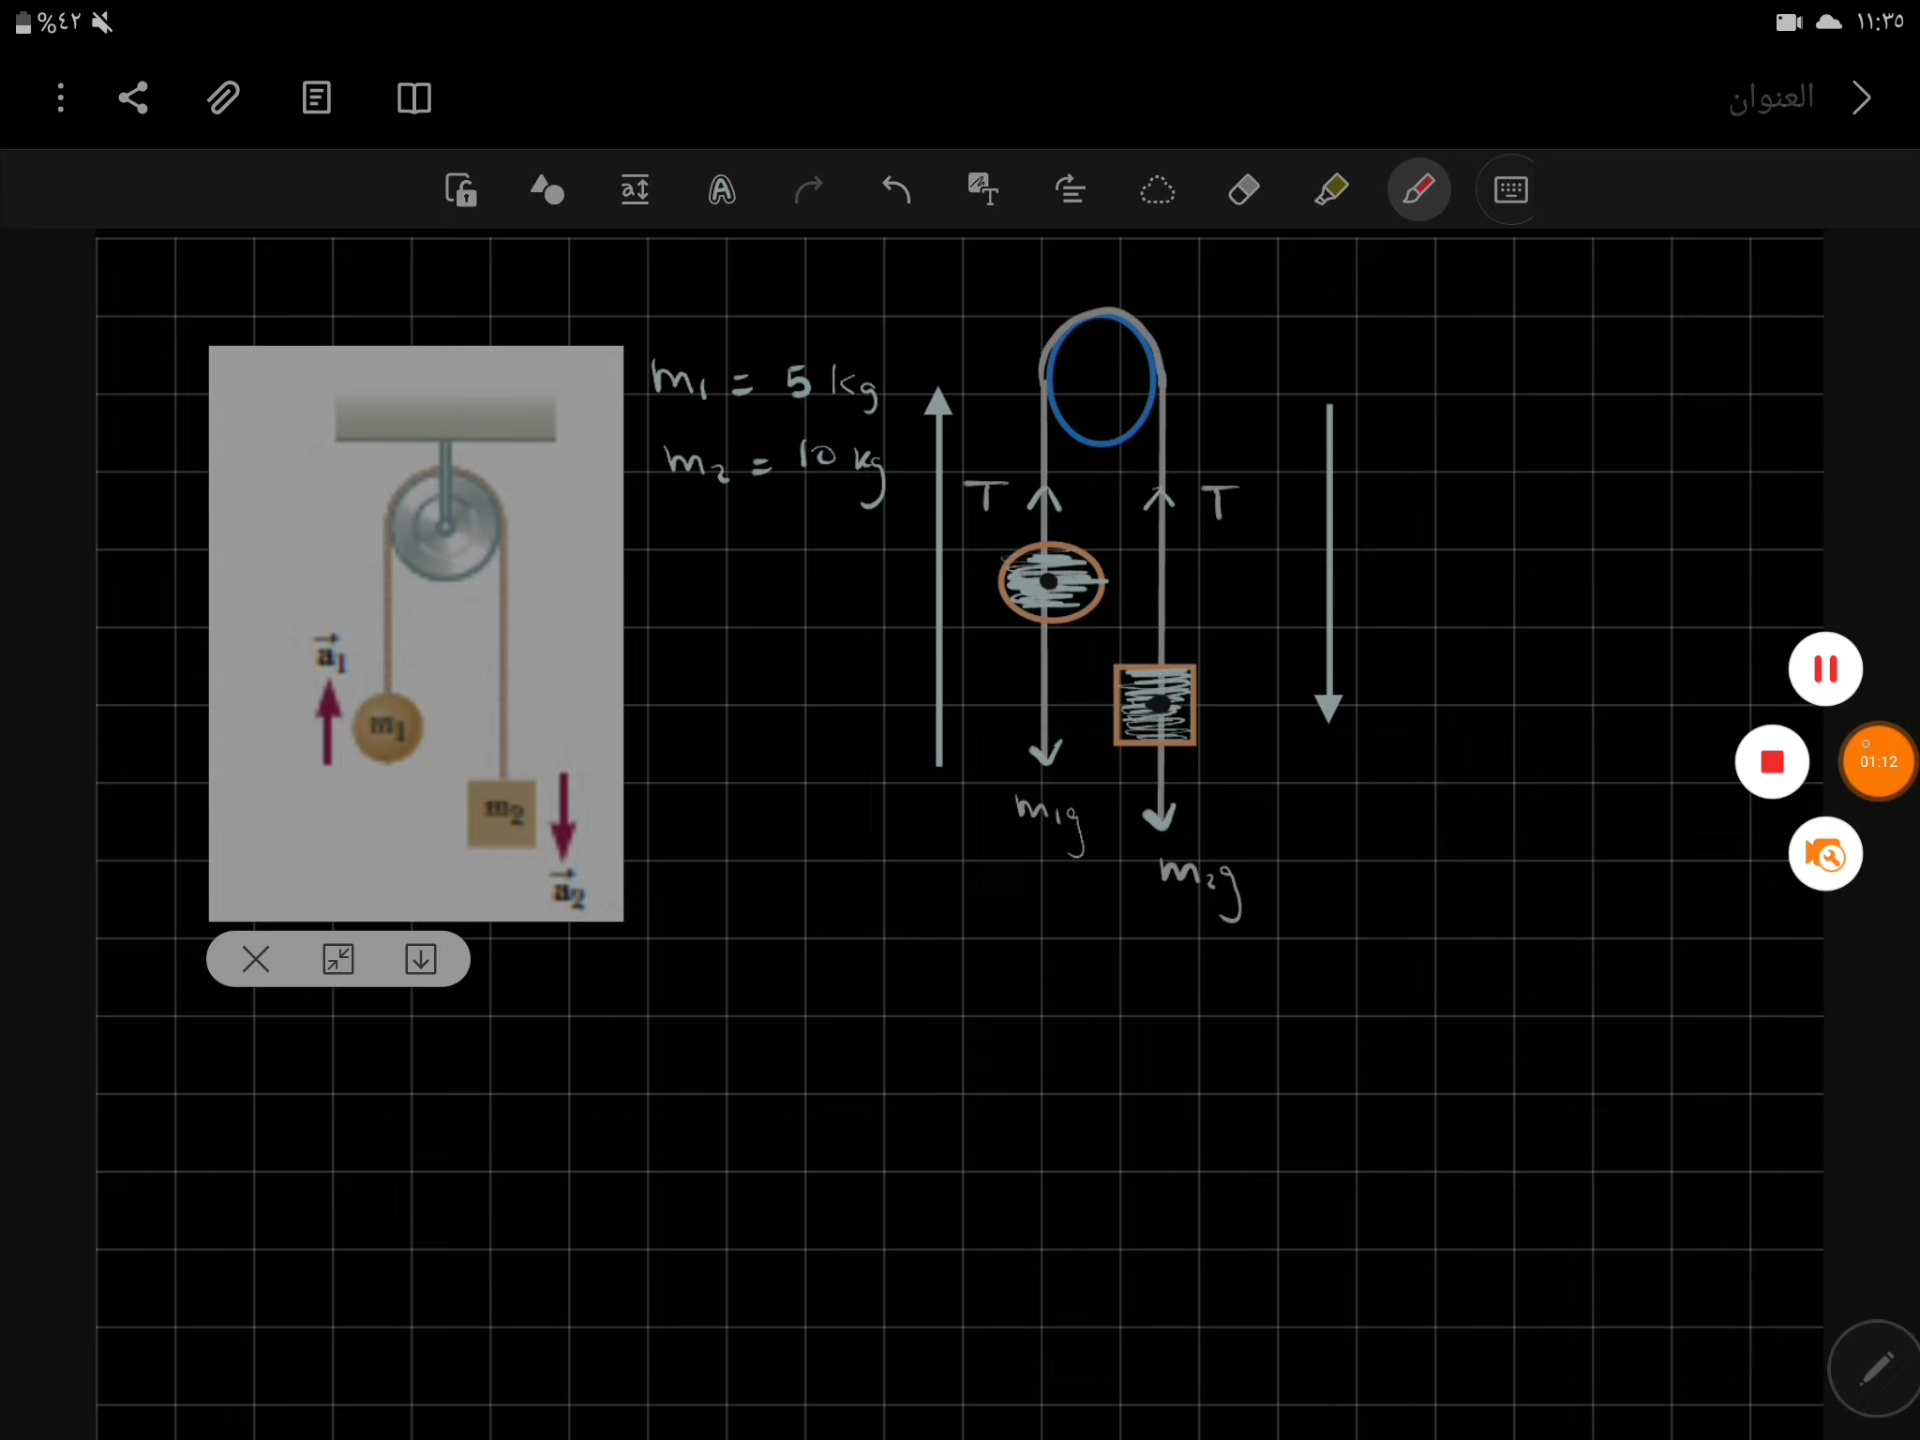 %٤٢
١١:٣٥
العنوان
m₁ = 5 kg
m₂ = 10 kg
T
T
a₁
m₁
m₂
a₂
m₁g
m₂g
01:12